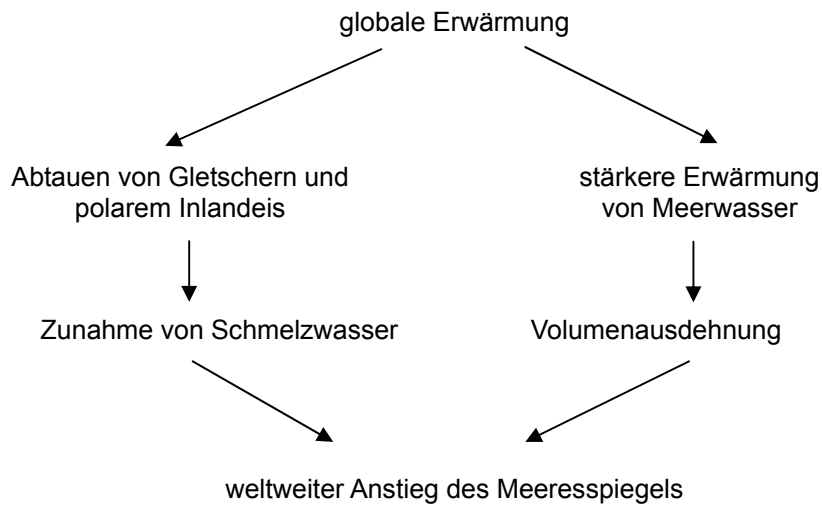 globale Erwärmung
Abtauen von Gletschern und
polarem Inlandeis
stärkere Erwärmung
von Meerwasser
Zunahme von Schmelzwasser
Volumenausdehnung
weltweiter Anstieg des Meeresspiegels